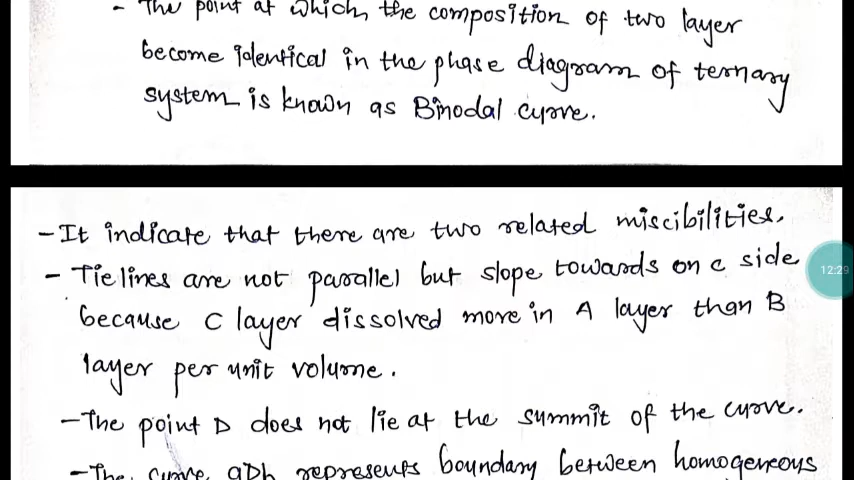 - The point at which the composition of two layer
become identical in the phase diagram of ternary
system is known as Binodal curve.
- It indicate that there are two related miscibilities.
- Tielines are not parallel but slope towards on c side
12:29
because C layer dissolved more in A layer than B
layer per unit volume.
- The point D does not lie at the summit of the curve.
- The curve aDb represents boundary between homogeneous